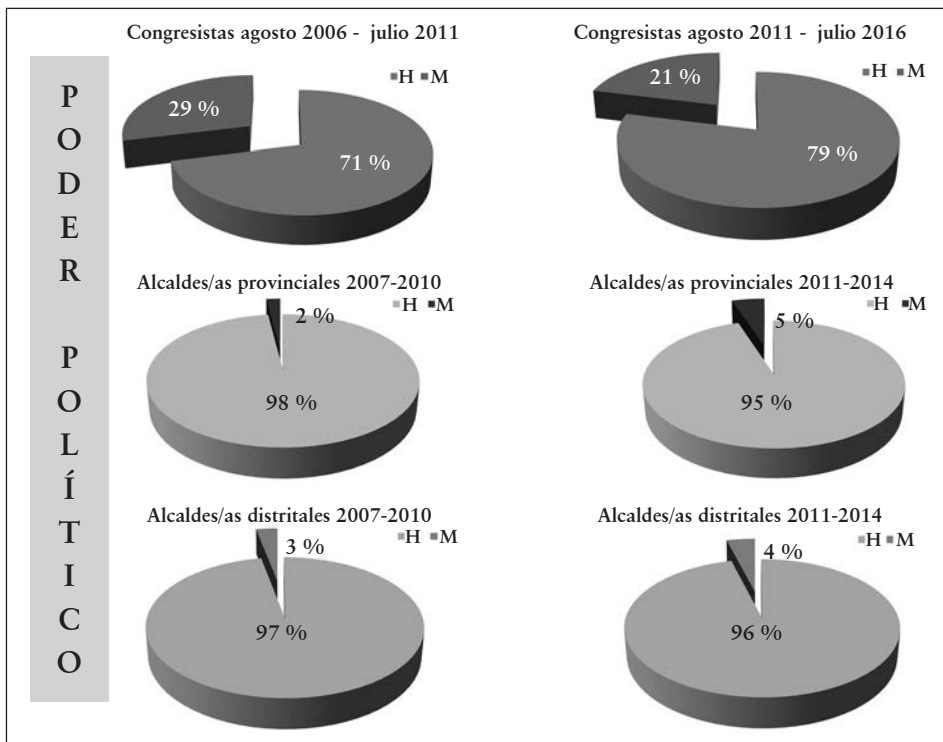 PODER POLÍTICO
Congresistas agosto 2006 - julio 2011
H M
29 %
71 %
Congresistas agosto 2011 - julio 2016
H M
21 %
79 %
Alcaldes/as provinciales 2007-2010
H M
2 %
98 %
Alcaldes/as provinciales 2011-2014
H M
5 %
95 %
Alcaldes/as distritales 2007-2010
H M
3 %
97 %
Alcaldes/as distritales 2011-2014
H M
4 %
96 %